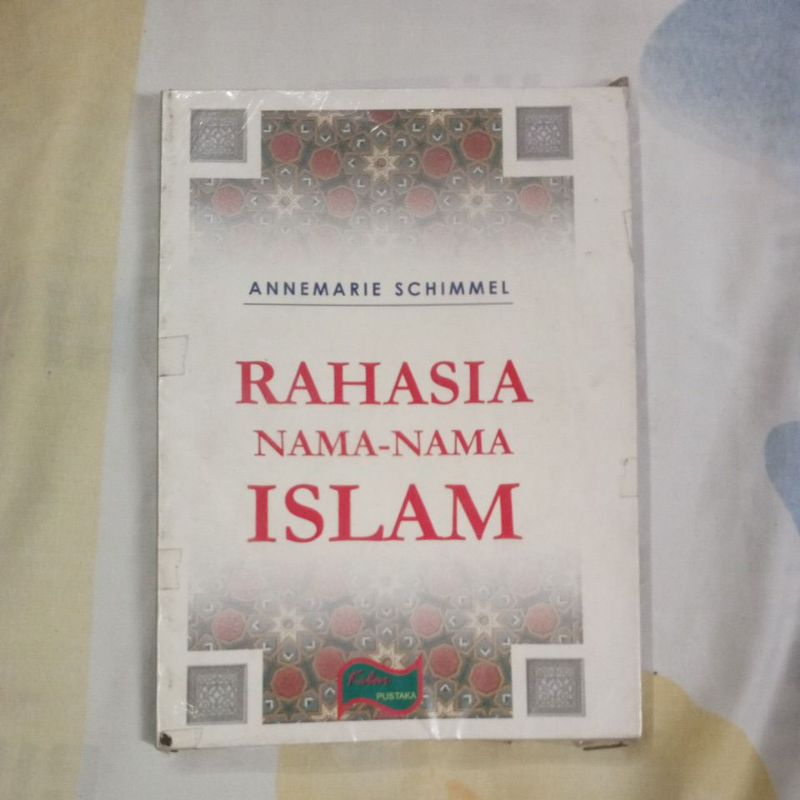 ANNEMARIE SCHIMMEL
RAHASIA
NAMA-NAMA
ISLAM
PUSTAKA